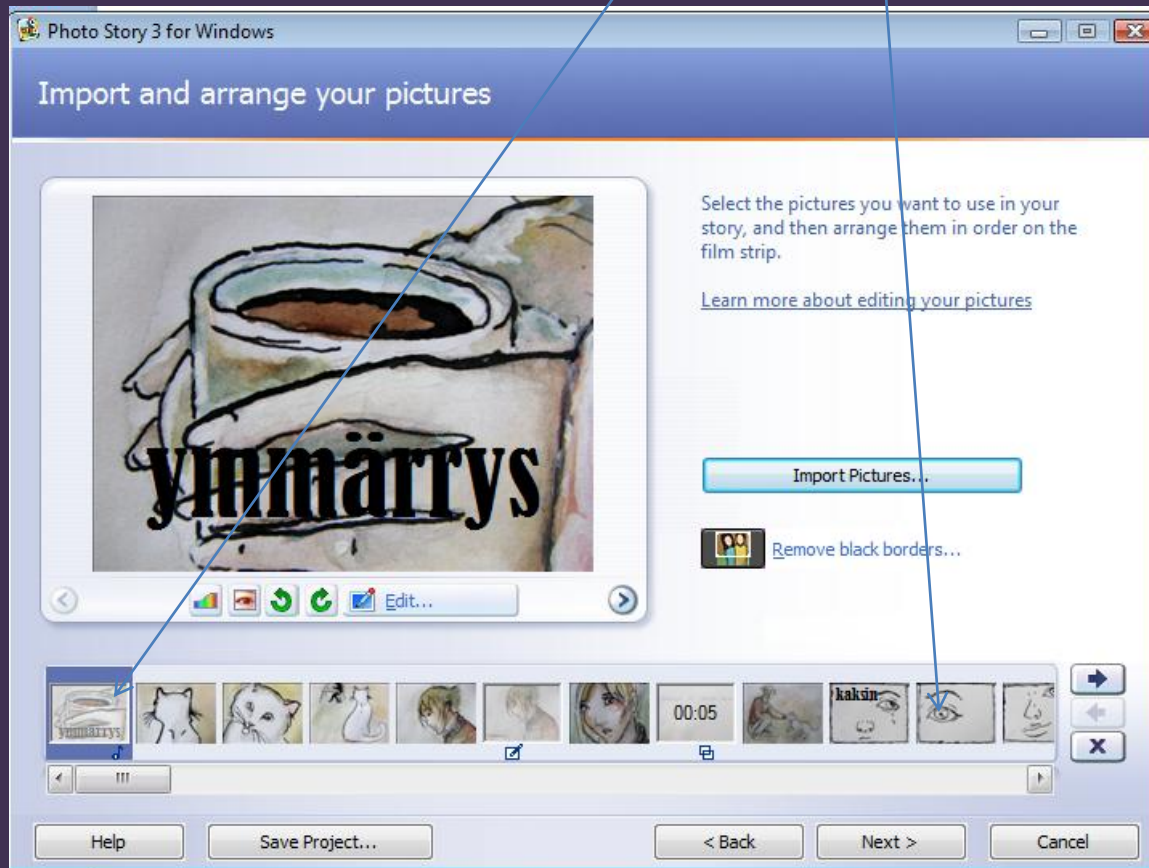 Photo Story 3 for Windows
Import and arrange your pictures
Select the pictures you want to use in your
story, and then arrange them in order on the
film strip.
Learn more about editing your pictures
ymmärrys
Import Pictures...
Remove black borders...
Edit...
ymmärrys
00:05
kaksin
Help
Save Project...
< Back
Next >
Cancel